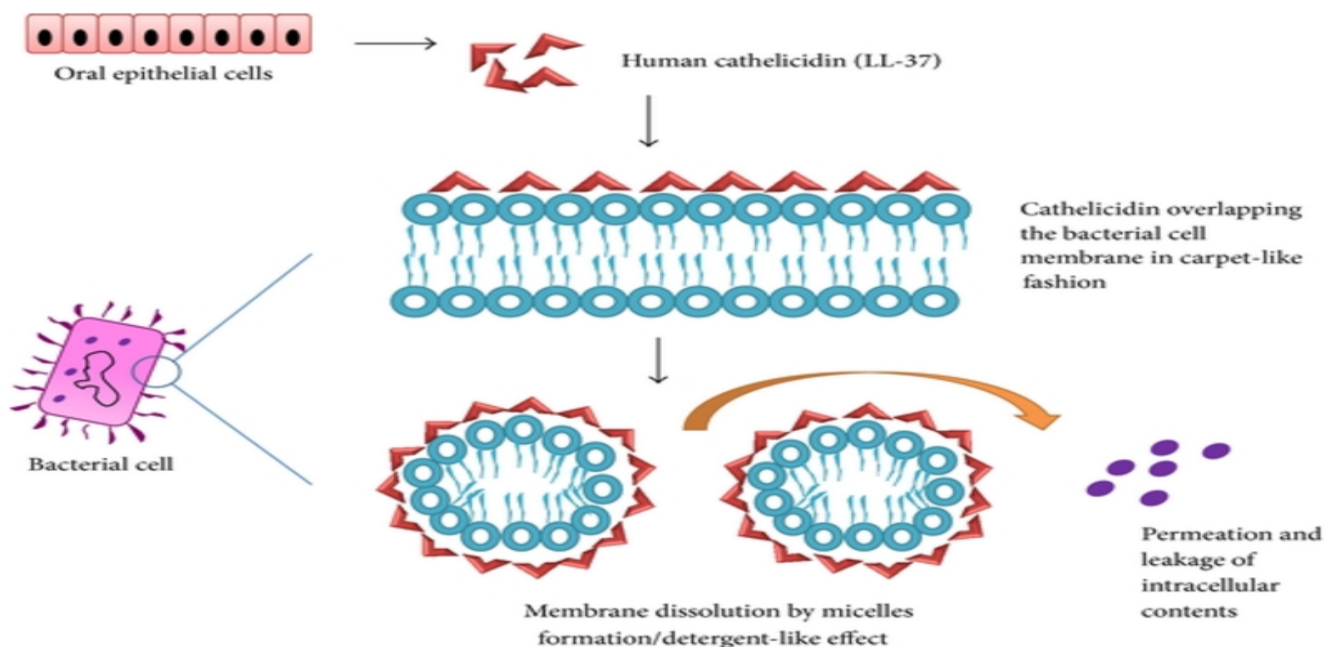 Oral epithelial cells
Human cathelicidin (LL-37)
Cathelicidin overlapping
the bacterial cell
membrane in carpet-like
fashion
Bacterial cell
Permeation and
leakage of
intracellular
contents
Membrane dissolution by micelles
formation/detergent-like effect